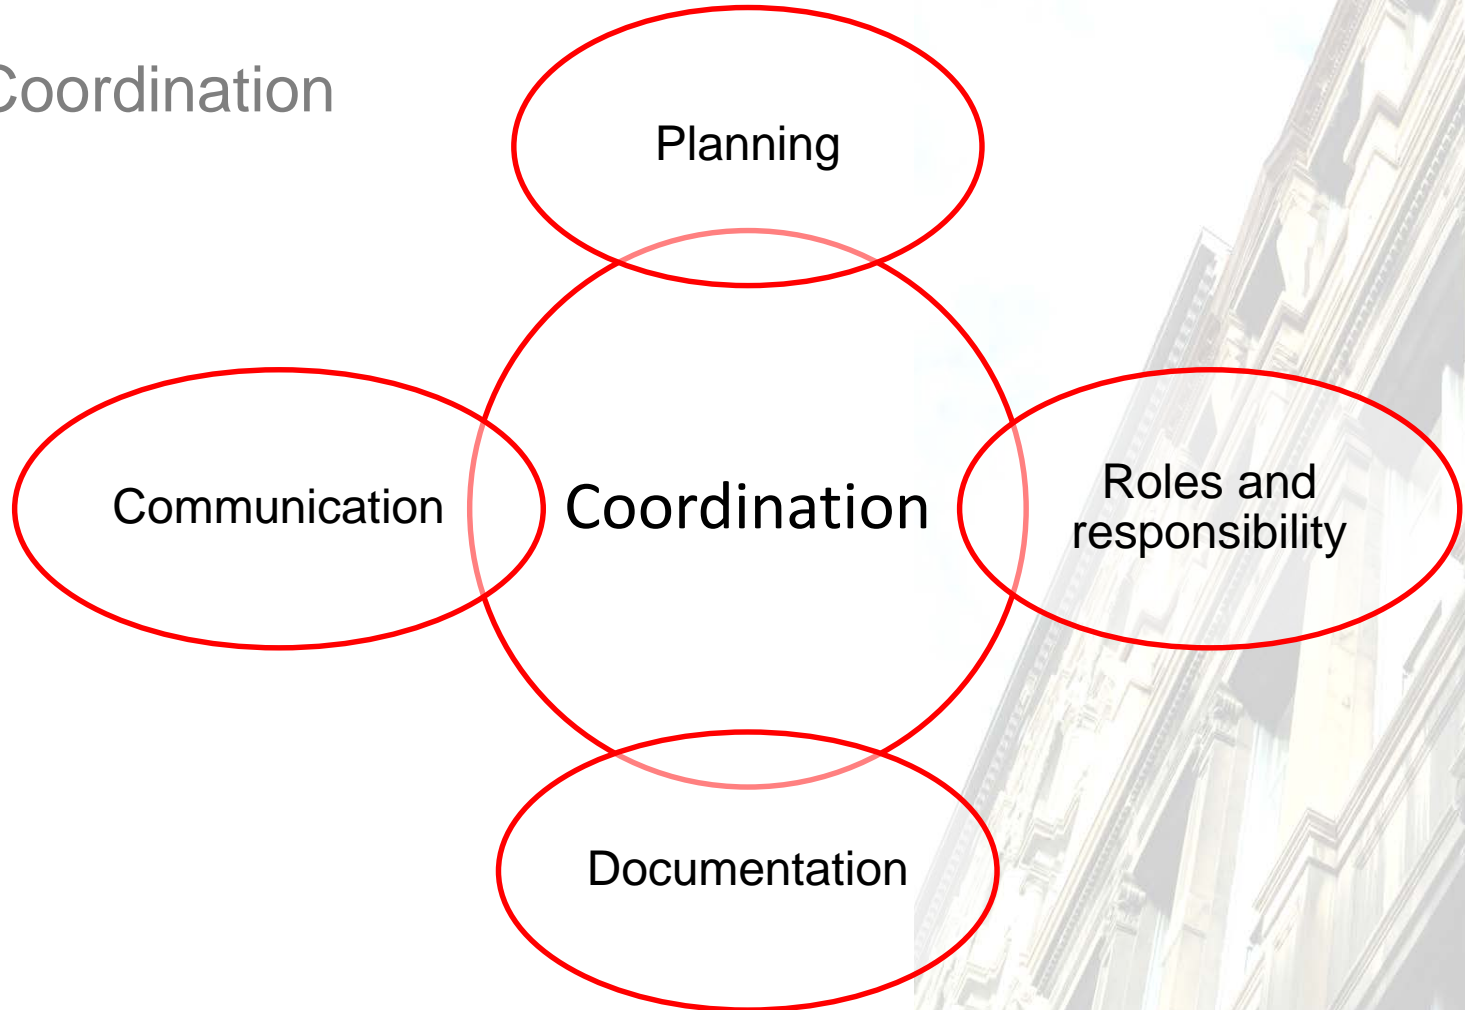 Coordination
Planning
Communication
Coordination
Roles and
responsibility
Documentation